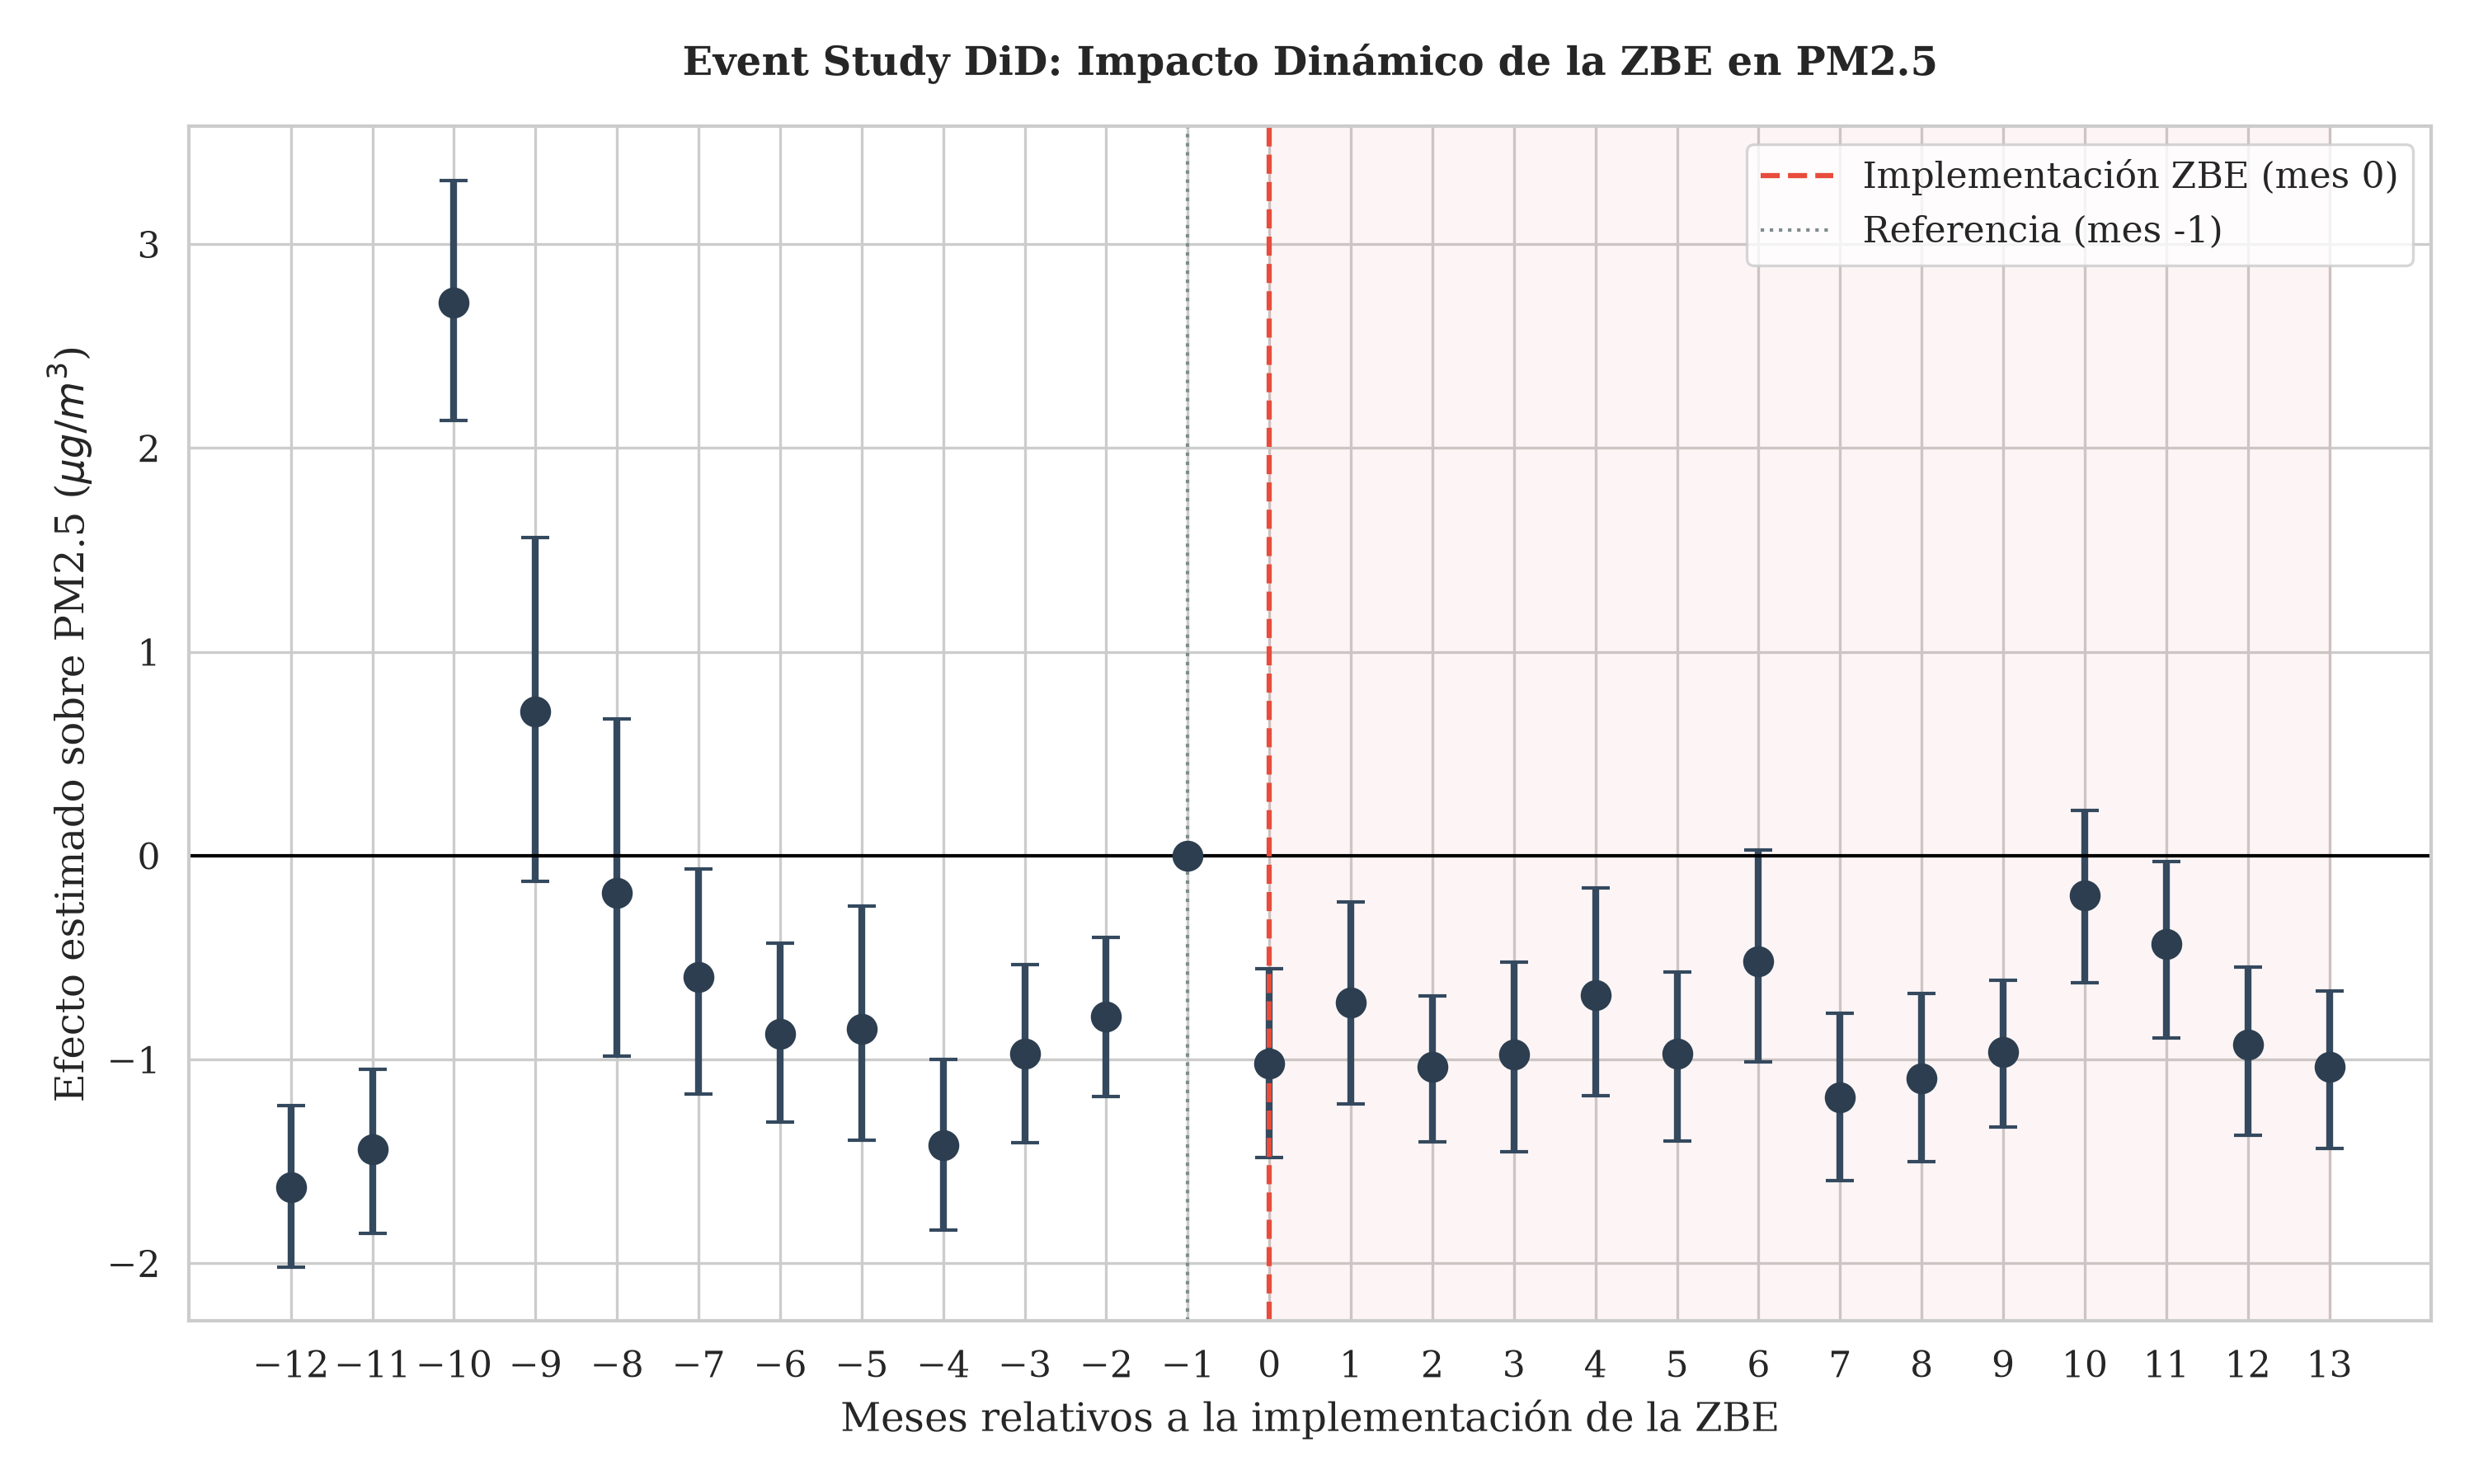 Event Study DiD: Impacto Dinámico de la ZBE en PM2.5
Implementación ZBE (mes 0)
Referencia (mes -1)
Efecto estimado sobre PM2.5 (μg/m³)
3
2
1
0
−1
−2
−12 −11 −10 −9 −8 −7 −6 −5 −4 −3 −2 −1 0 1 2 3 4 5 6 7 8 9 10 11 12 13
Meses relativos a la implementación de la ZBE